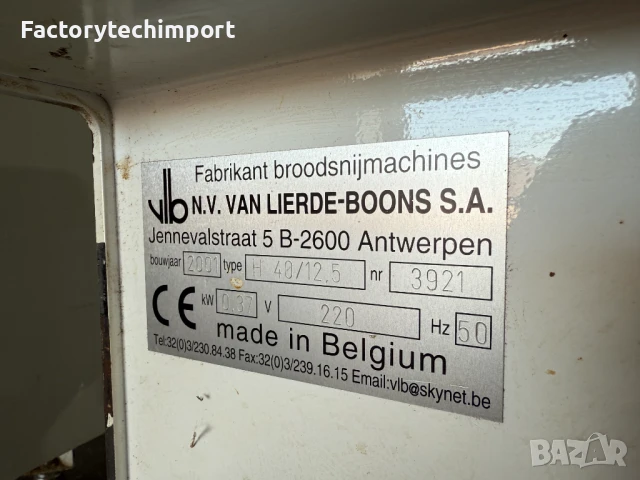 Factorytechimport
vlb
Fabrikant broodsnijmachines
N.V. VAN LIERDE-BOONS S.A.
Jennevalstraat 5 B-2600 Antwerpen
bouwjaar 2001 type H 40/12,5 nr 3921
CE kW 0.37 V 220 Hz 50
made in Belgium
Tel:32(0)3/230.84.38 Fax:32(0)3/239.16.15 Email:vlb@skynet.be
BAZAR